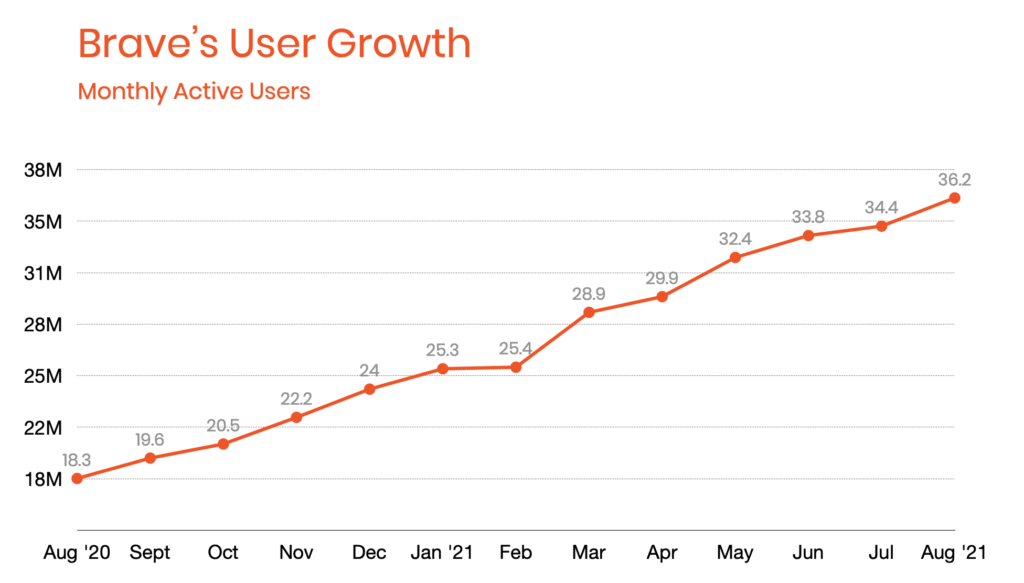 Brave’s User Growth
Monthly Active Users
38M
35M
31M
28M
25M
22M
18M
18.3
19.6
20.5
22.2
24
25.3
25.4
28.9
29.9
32.4
33.8
34.4
36.2
Aug '20 Sept Oct Nov Dec Jan '21 Feb Mar Apr May Jun Jul Aug '21